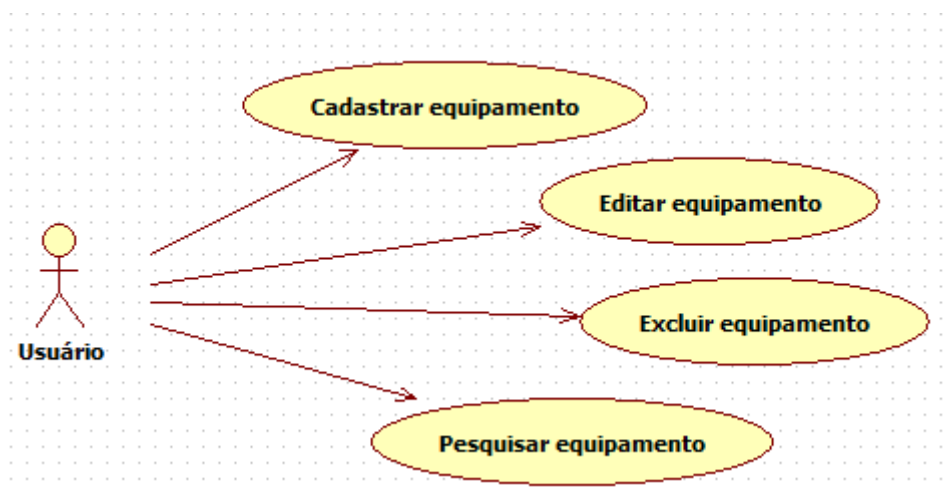 Cadastrar equipamento
Editar equipamento
Excluir equipamento
Usuário
Pesquisar equipamento